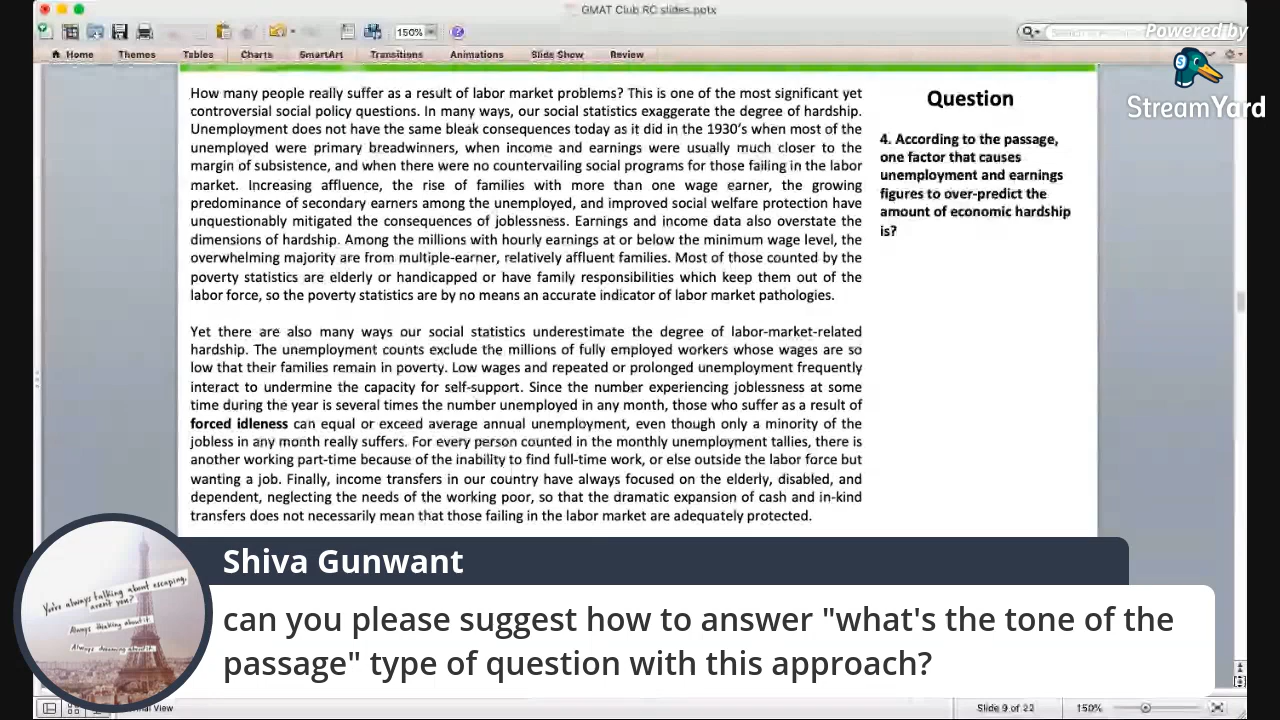 GMAT Club RC slides.pptx
150%
Powered by
Home Themes Tables Charts SmartArt Transitions Animations Slide Show Review
StreamYard
How many people really suffer as a result of labor market problems? This is one of the most significant yet
controversial social policy questions. In many ways, our social statistics exaggerate the degree of hardship.
Unemployment does not have the same bleak consequences today as it did in the 1930's when most of the
unemployed were primary breadwinners, when income and earnings were usually much closer to the
margin of subsistence, and when there were no countervailing social programs for those failing in the labor
market. Increasing affluence, the rise of families with more than one wage earner, the growing
predominance of secondary earners among the unemployed, and improved social welfare protection have
unquestionably mitigated the consequences of joblessness. Earnings and income data also overstate the
dimensions of hardship. Among the millions with hourly earnings at or below the minimum wage level, the
overwhelming majority are from multiple-earner, relatively affluent families. Most of those counted by the
poverty statistics are elderly or handicapped or have family responsibilities which keep them out of the
labor force, so the poverty statistics are by no means an accurate indicator of labor market pathologies.
Yet there are also many ways our social statistics underestimate the degree of labor-market-related
hardship. The unemployment counts exclude the millions of fully employed workers whose wages are so
low that their families remain in poverty. Low wages and repeated or prolonged unemployment frequently
interact to undermine the capacity for self-support. Since the number experiencing joblessness at some
time during the year is several times the number unemployed in any month, those who suffer as a result of
forced idleness can equal or exceed average annual unemployment, even though only a minority of the
jobless in any month really suffers. For every person counted in the monthly unemployment tallies, there is
another working part-time because of the inability to find full-time work, or else outside the labor force but
wanting a job. Finally, income transfers in our country have always focused on the elderly, disabled, and
dependent, neglecting the needs of the working poor, so that the dramatic expansion of cash and in-kind
transfers does not necessarily mean that those failing in the labor market are adequately protected.
Question
4. According to the passage,
one factor that causes
unemployment and earnings
figures to over-predict the
amount of economic hardship
is?
You're always talking about escaping,
aren't you?
Always thinking about it.
Always dreaming about it.
Shiva Gunwant
can you please suggest how to answer "what's the tone of the
passage" type of question with this approach?
View
Slide 9 of 22
150%